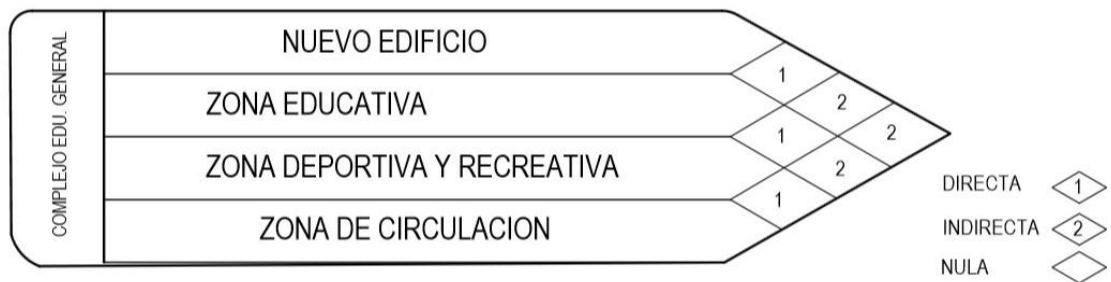 COMPLEJO EDU. GENERAL
NUEVO EDIFICIO
ZONA EDUCATIVA
ZONA DEPORTIVA Y RECREATIVA
ZONA DE CIRCULACION
1
2
1
2
2
1
DIRECTA 1
INDIRECTA 2
NULA